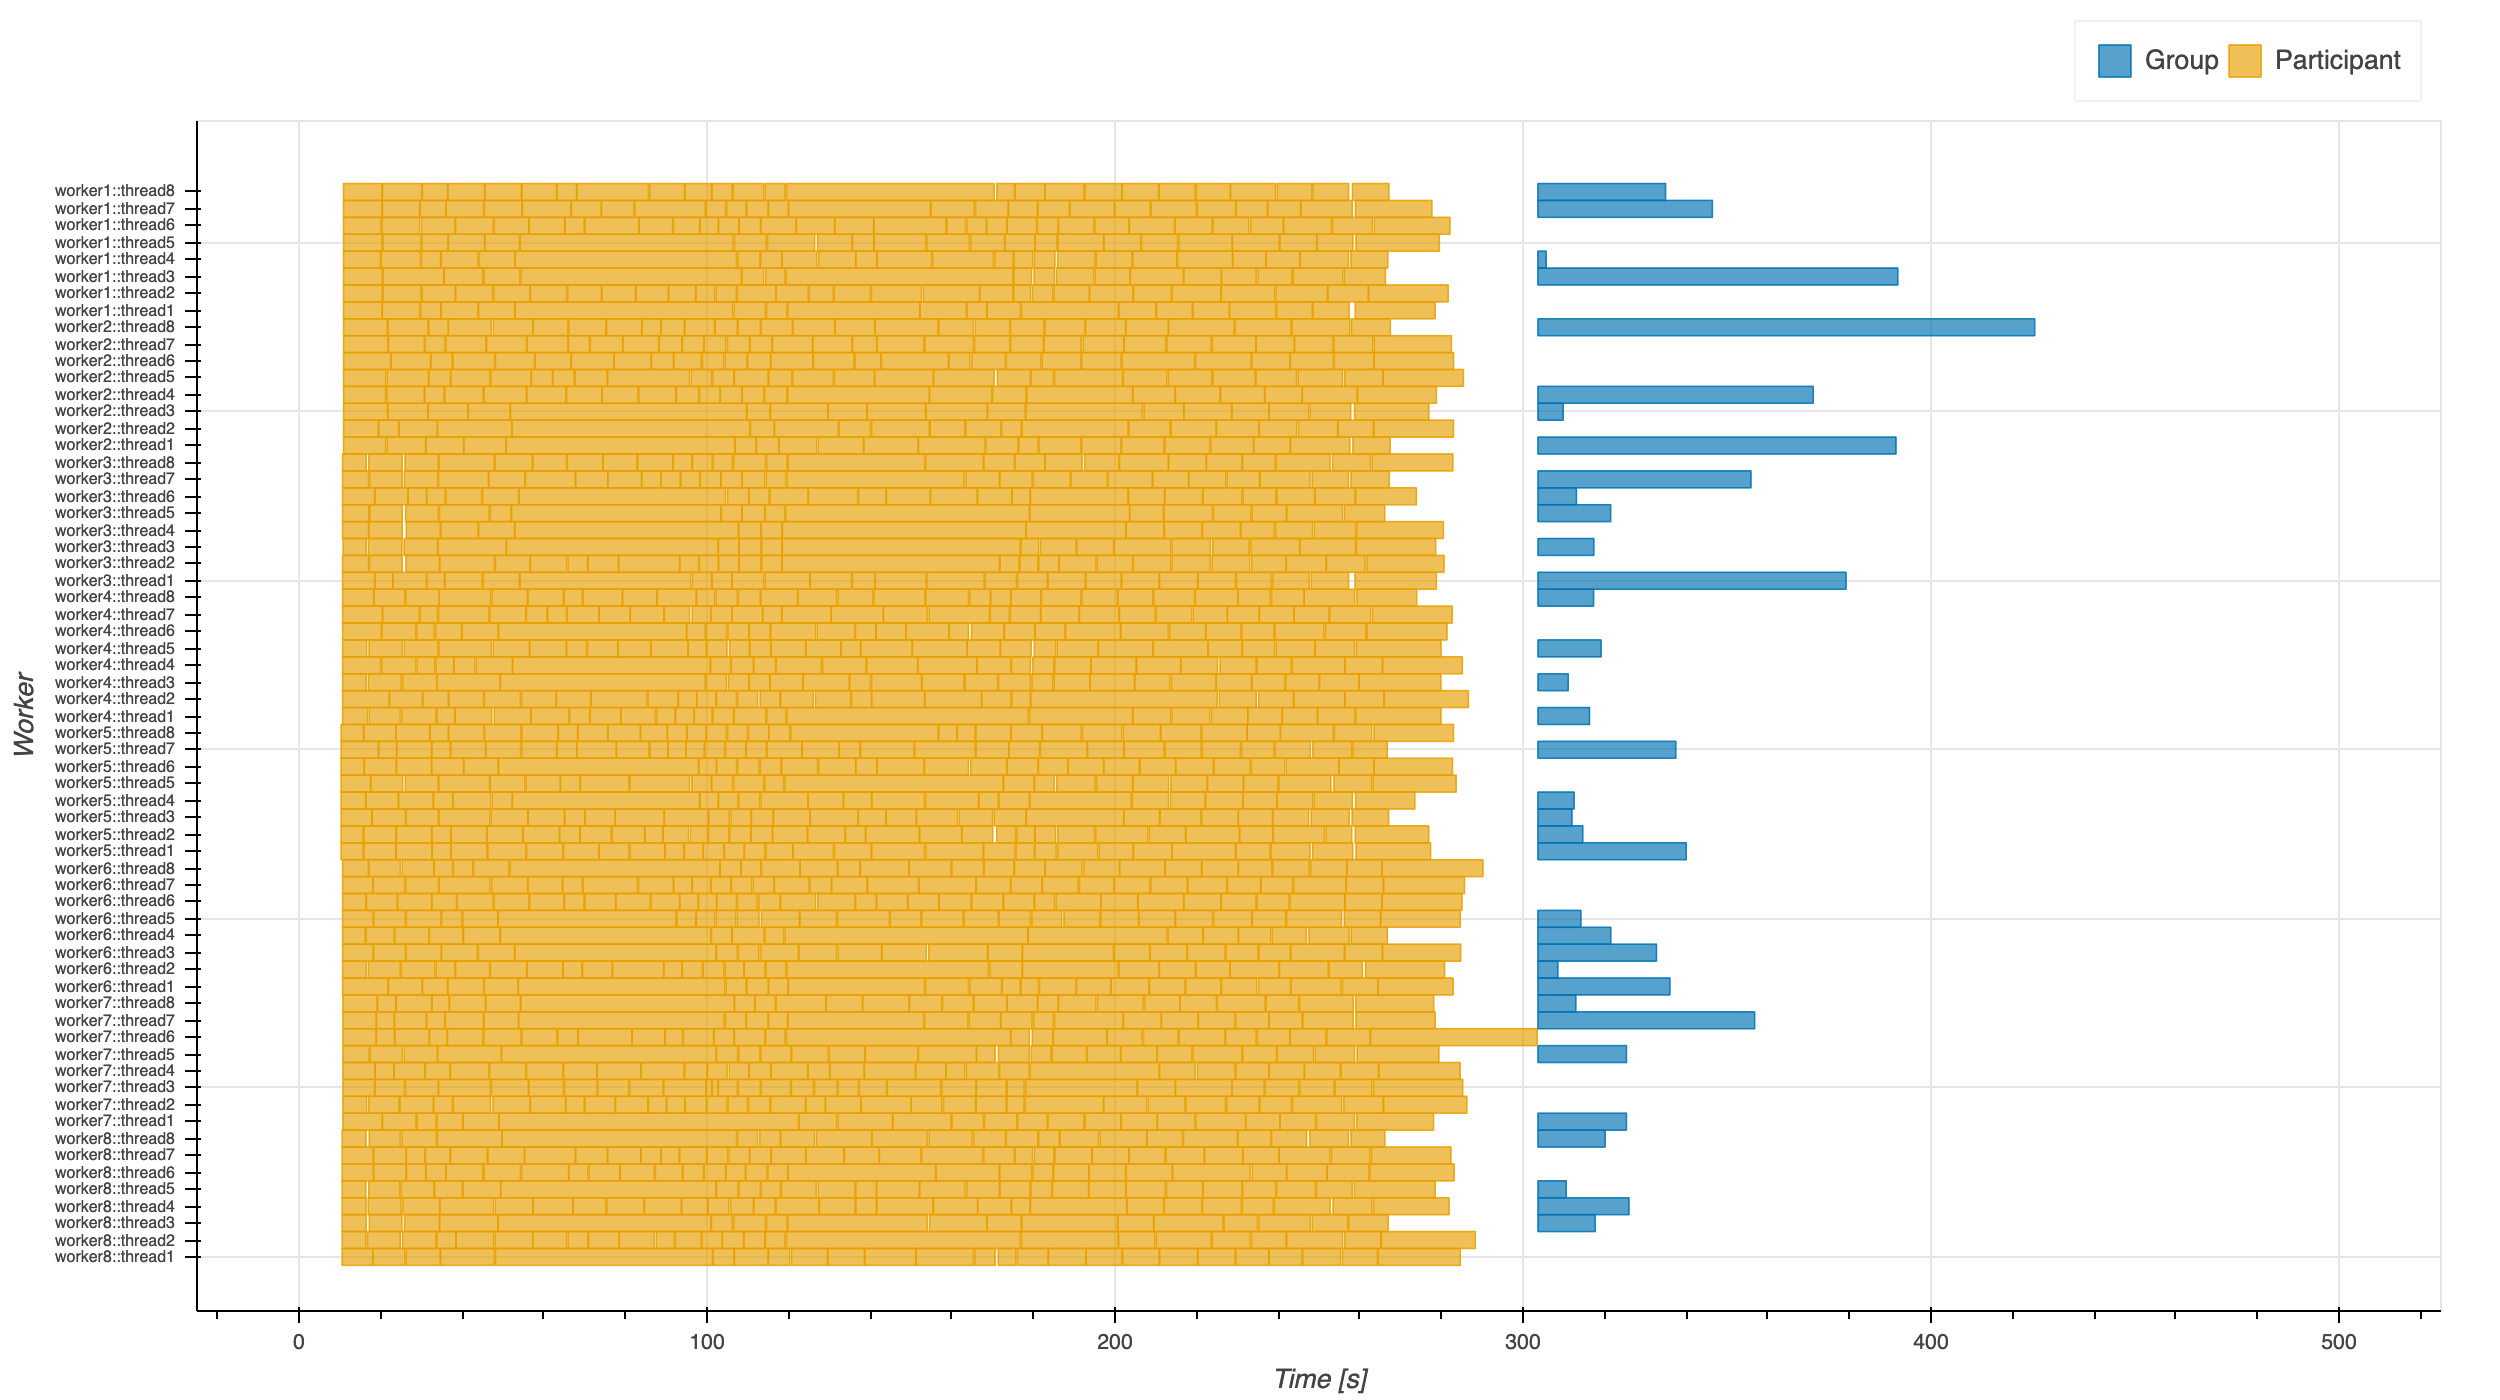 Group Participant
worker1::thread8
worker1::thread7
worker1::thread6
worker1::thread5
worker1::thread4
worker1::thread3
worker1::thread2
worker1::thread1
worker2::thread8
worker2::thread7
worker2::thread6
worker2::thread5
worker2::thread4
worker2::thread3
worker2::thread2
worker2::thread1
worker3::thread8
worker3::thread7
worker3::thread6
worker3::thread5
worker3::thread4
worker3::thread3
worker3::thread2
worker3::thread1
worker4::thread8
worker4::thread7
worker4::thread6
worker4::thread5
worker4::thread4
worker4::thread3
worker4::thread2
worker4::thread1
worker5::thread8
worker5::thread7
worker5::thread6
worker5::thread5
worker5::thread4
worker5::thread3
worker5::thread2
worker5::thread1
worker6::thread8
worker6::thread7
worker6::thread6
worker6::thread5
worker6::thread4
worker6::thread3
worker6::thread2
worker6::thread1
worker7::thread8
worker7::thread7
worker7::thread6
worker7::thread5
worker7::thread4
worker7::thread3
worker7::thread2
worker7::thread1
worker8::thread8
worker8::thread7
worker8::thread6
worker8::thread5
worker8::thread4
worker8::thread3
worker8::thread2
worker8::thread1
Worker
0 100 200 300 400 500
Time [s]